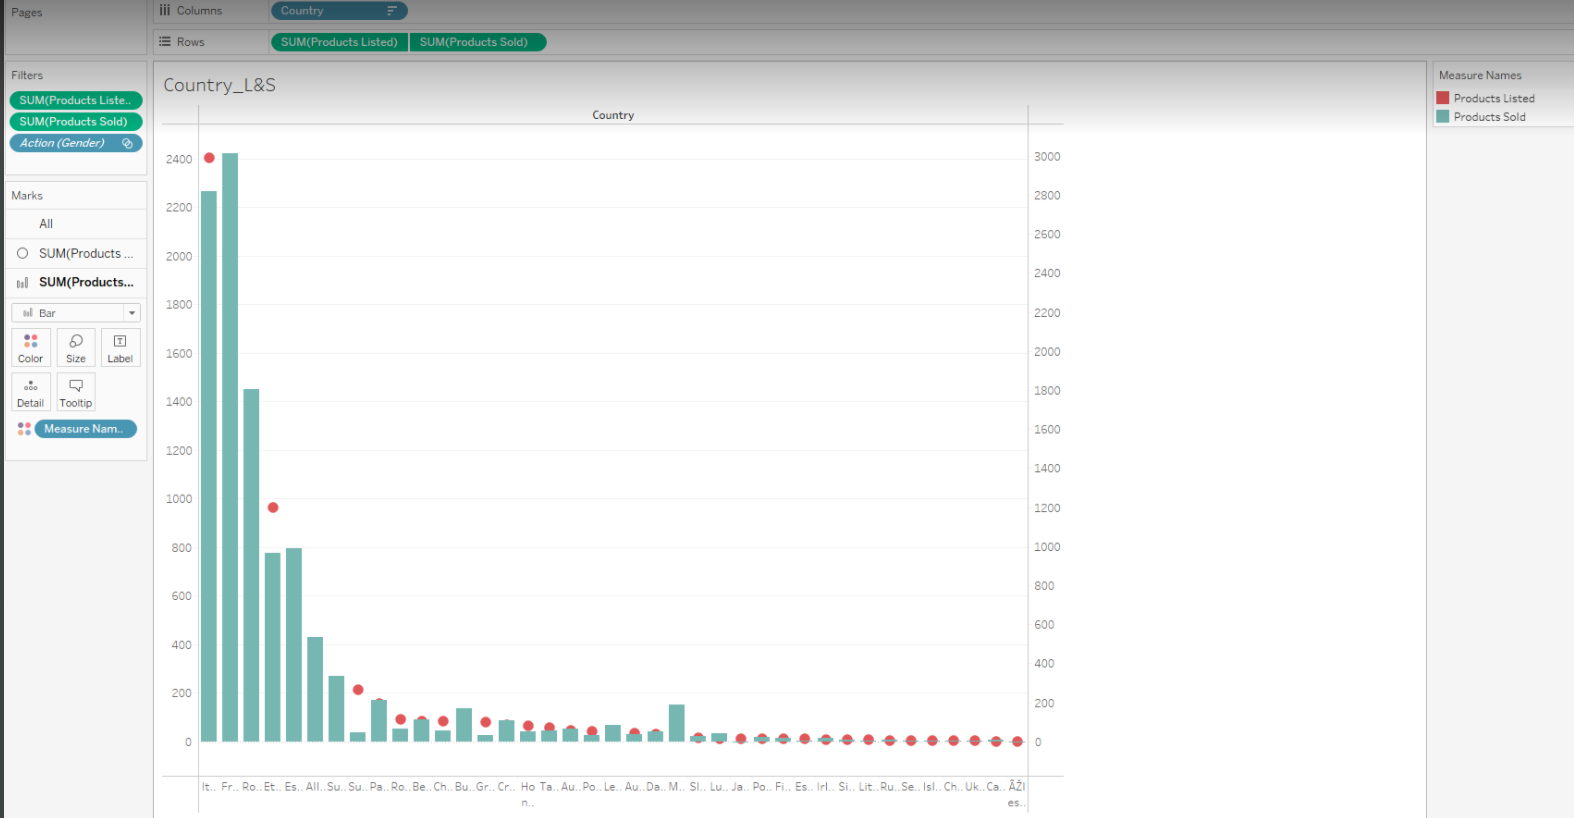 Pages
Columns
Country
Rows
SUM(Products Listed)
SUM(Products Sold)
Filters
SUM(Products Liste..
SUM(Products Sold)
Action (Gender)
Marks
All
SUM(Products ...
SUM(Products...
Bar
Color
Size
Label
Detail
Tooltip
Measure Nam..
Country_L&S
Country
2400
2200
2000
1800
1600
1400
1200
1000
800
600
400
200
0
3000
2800
2600
2400
2200
2000
1800
1600
1400
1200
1000
800
600
400
200
0
It.. Fr.. Ro.. Et.. Es.. All.. Su.. Su.. Pa.. Ro.. Be.. Ch.. Bu.. Gr.. Cr.. Ho Ta.. Au.. Po.. Le.. Au.. Da.. M.. Sl.. Lu.. Ja.. Po.. Fi.. Es.. Irl.. Si.. Lit.. Ru.. Se.. Isl.. Ch.. Uk.. Ca.. ÃŽl
n.. es..
Measure Names
Products Listed
Products Sold